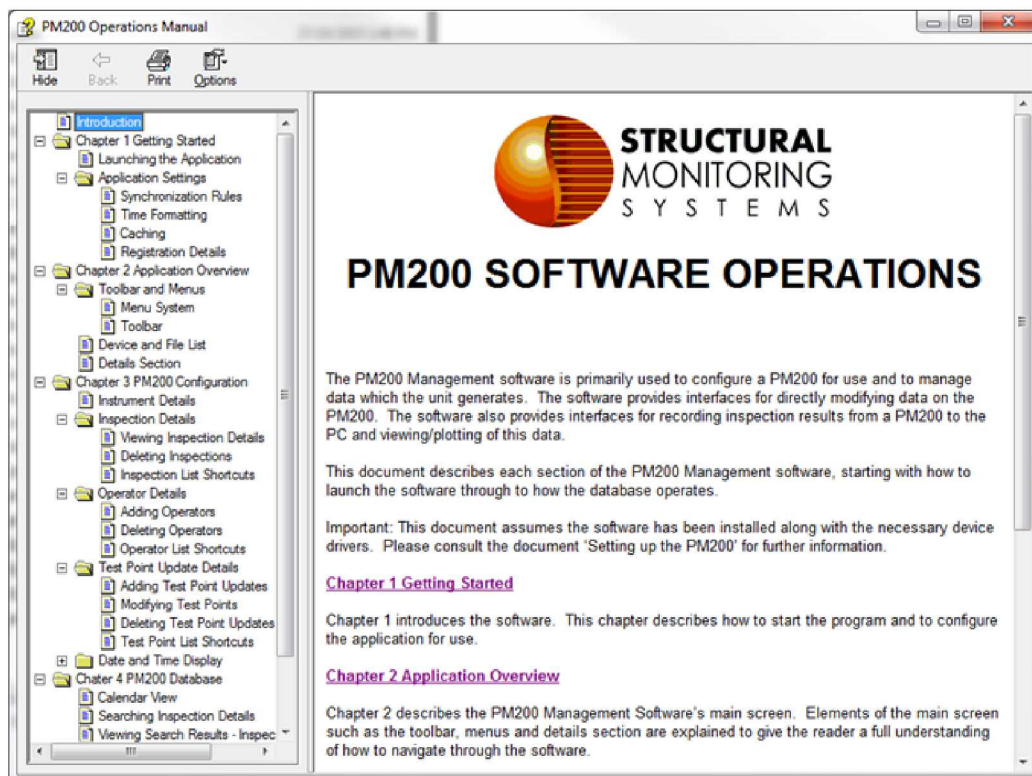 PM200 Operations Manual
Hide
Back
Print
Options
Introduction
Chapter 1 Getting Started
Launching the Application
Application Settings
Synchronization Rules
Time Formatting
Caching
Registration Details
Chapter 2 Application Overview
Toolbar and Menus
Menu System
Toolbar
Device and File List
Details Section
Chapter 3 PM200 Configuration
Instrument Details
Inspection Details
Viewing Inspection Details
Deleting Inspections
Inspection List Shortcuts
Operator Details
Adding Operators
Deleting Operators
Operator List Shortcuts
Test Point Update Details
Adding Test Point Updates
Modifying Test Points
Deleting Test Point Updates
Test Point List Shortcuts
Date and Time Display
Chater 4 PM200 Database
Calendar View
Searching Inspection Details
Viewing Search Results - Inspec
STRUCTURAL
MONITORING
SYSTEMS
PM200 SOFTWARE OPERATIONS
The PM200 Management software is primarily used to configure a PM200 for use and to manage
data which the unit generates. The software provides interfaces for directly modifying data on the
PM200. The software also provides interfaces for recording inspection results from a PM200 to the
PC and viewing/plotting of this data.
This document describes each section of the PM200 Management software, starting with how to
launch the software through to how the database operates.
Important: This document assumes the software has been installed along with the necessary device
drivers. Please consult the document 'Setting up the PM200' for further information.
Chapter 1 Getting Started
Chapter 1 introduces the software. This chapter describes how to start the program and to configure
the application for use.
Chapter 2 Application Overview
Chapter 2 describes the PM200 Management Software's main screen. Elements of the main screen
such as the toolbar, menus and details section are explained to give the reader a full understanding
of how to navigate through the software.